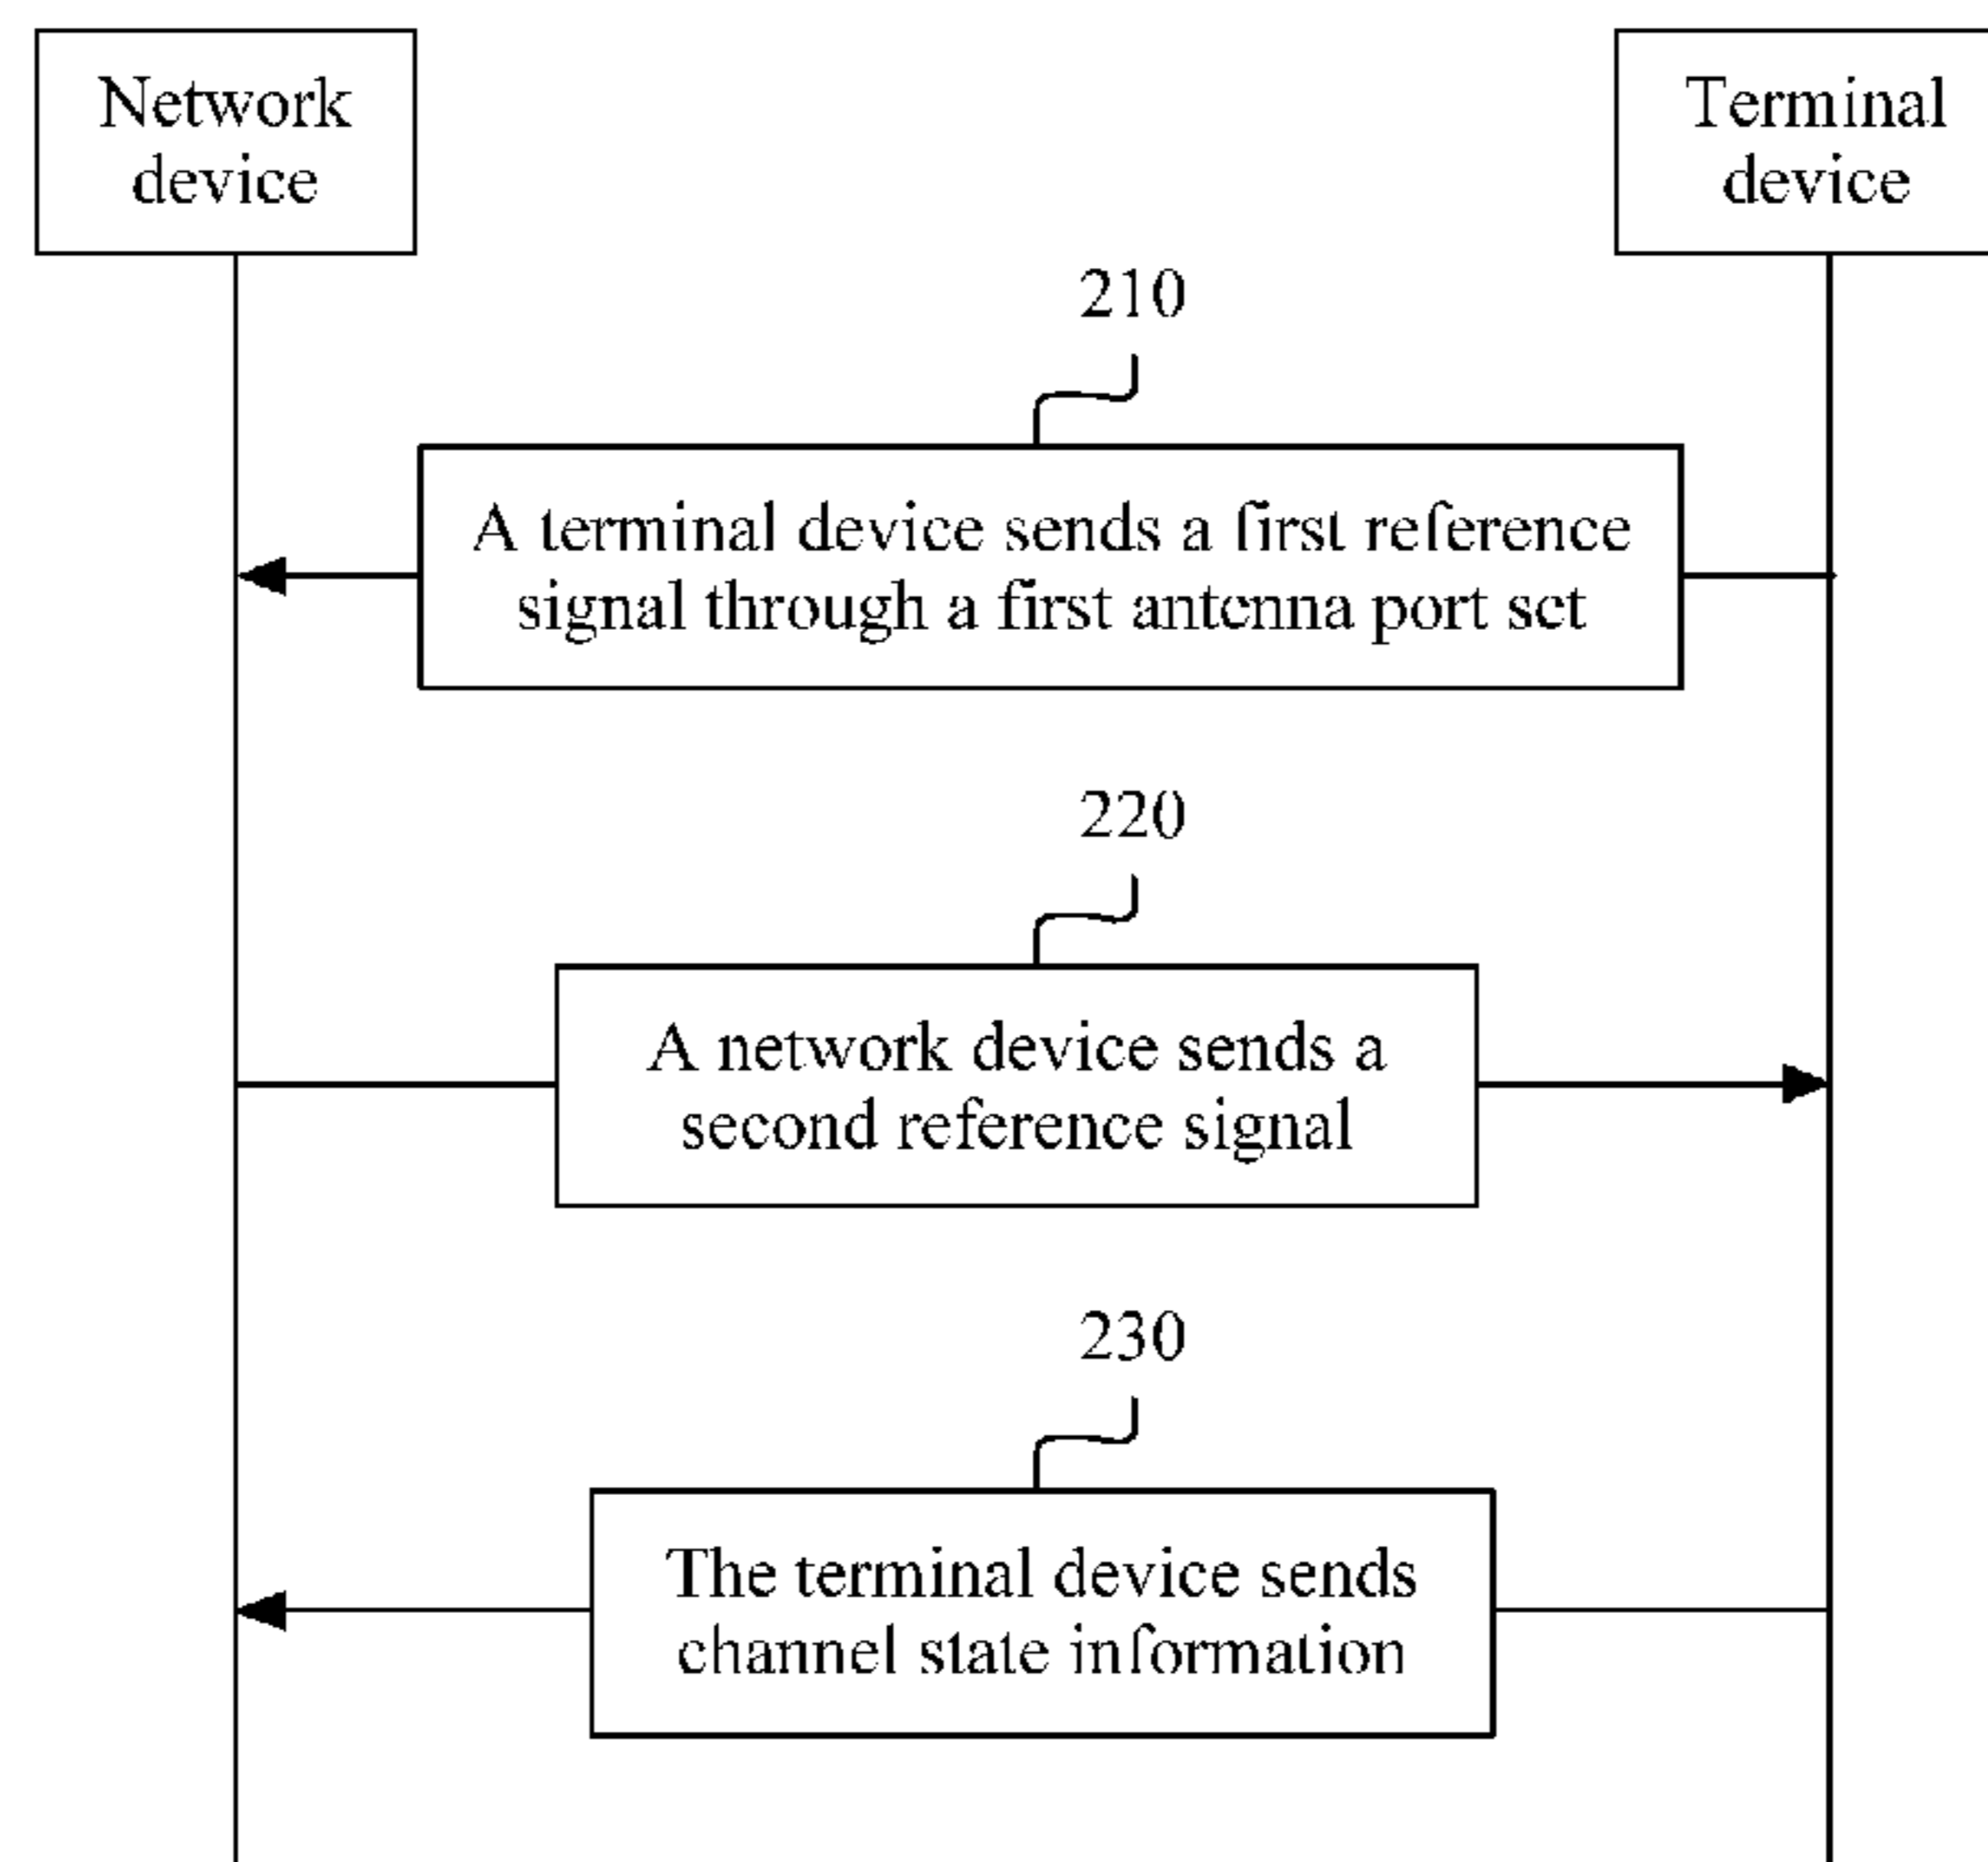 Network
device
Terminal
device
210
A terminal device sends a first reference
signal through a first antenna port set
220
A network device sends a
second reference signal
230
The terminal device sends
channel state information